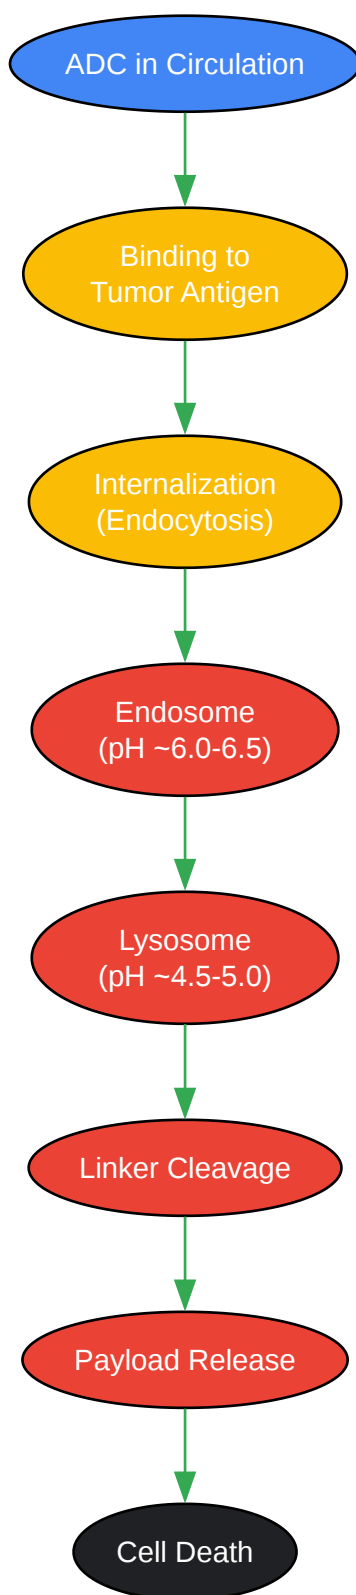 ADC in Circulation
Binding to
Tumor Antigen
Internalization
(Endocytosis)
Endosome
(pH ~6.0-6.5)
Lysosome
(pH ~4.5-5.0)
Linker Cleavage
Payload Release
Cell Death